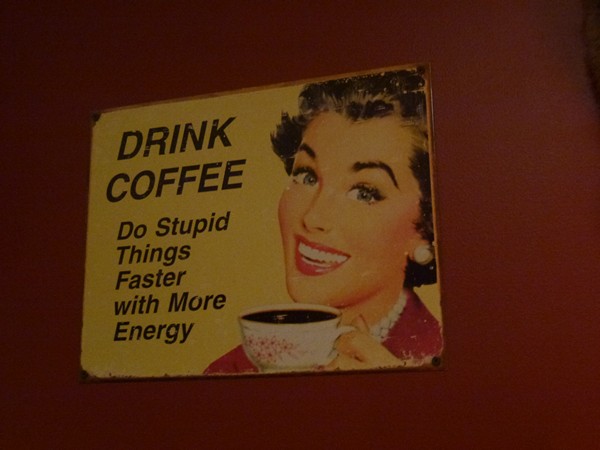 DRINK
COFFEE
Do Stupid
Things
Faster
with More
Energy